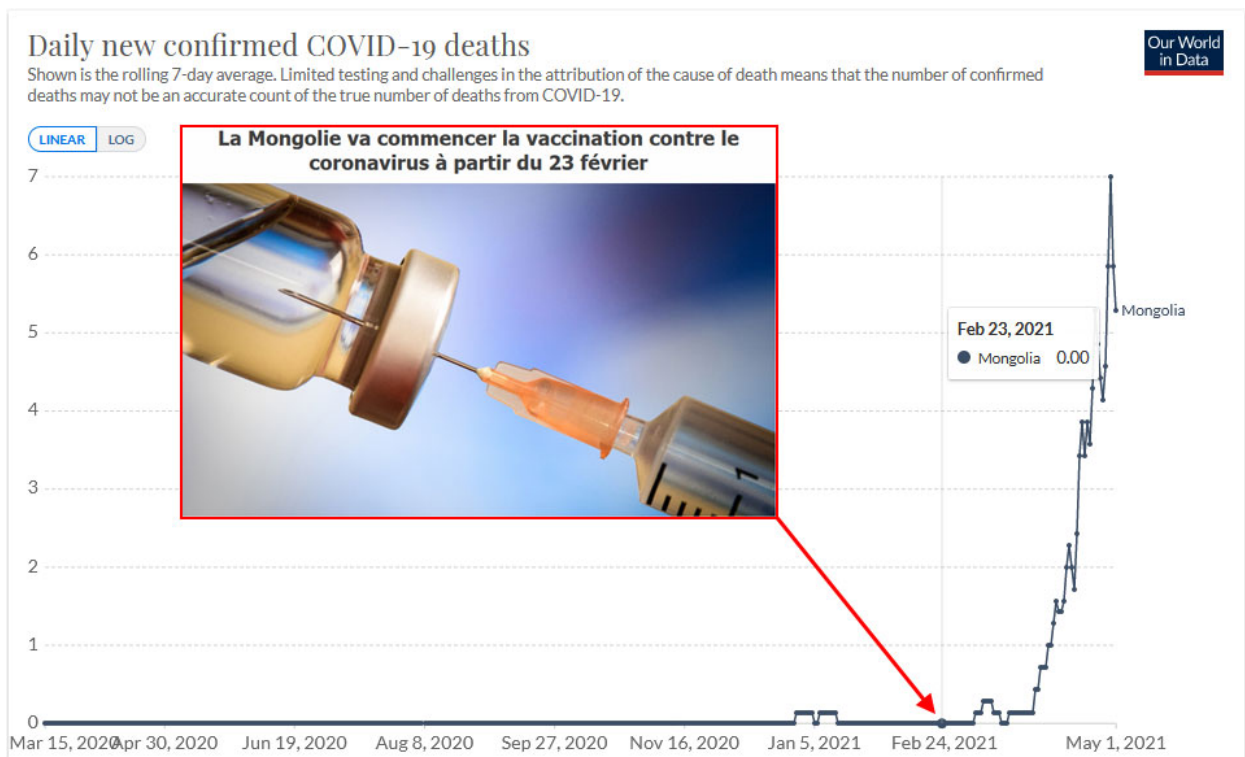 Daily new confirmed COVID-19 deaths
Our World
in Data
Shown is the rolling 7-day average. Limited testing and challenges in the attribution of the cause of death means that the number of confirmed
deaths may not be an accurate count of the true number of deaths from COVID-19.
LINEAR LOG
La Mongolie va commencer la vaccination contre le
coronavirus à partir du 23 février
7
6
5
4
3
2
1
0
1
Feb 23, 2021
Mongolia 0.00
Mongolia
Mar 15, 2020 Apr 30, 2020 Jun 19, 2020 Aug 8, 2020 Sep 27, 2020 Nov 16, 2020 Jan 5, 2021 Feb 24, 2021 May 1, 2021